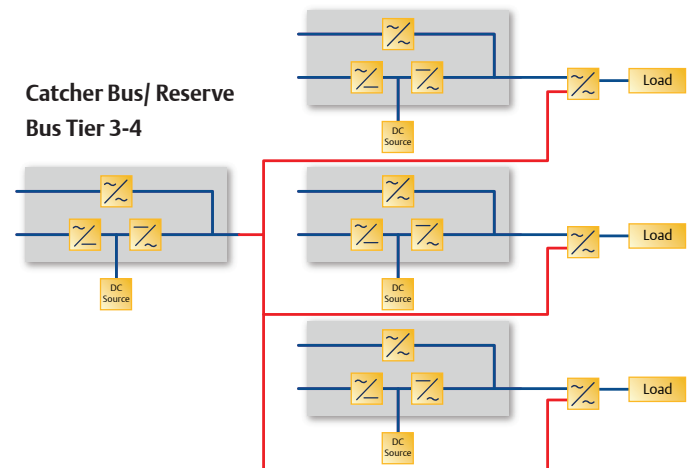 Load
DC
Source
Catcher Bus/ Reserve
Bus Tier 3-4
Load
DC
Source
DC
Source
Load
DC
Source